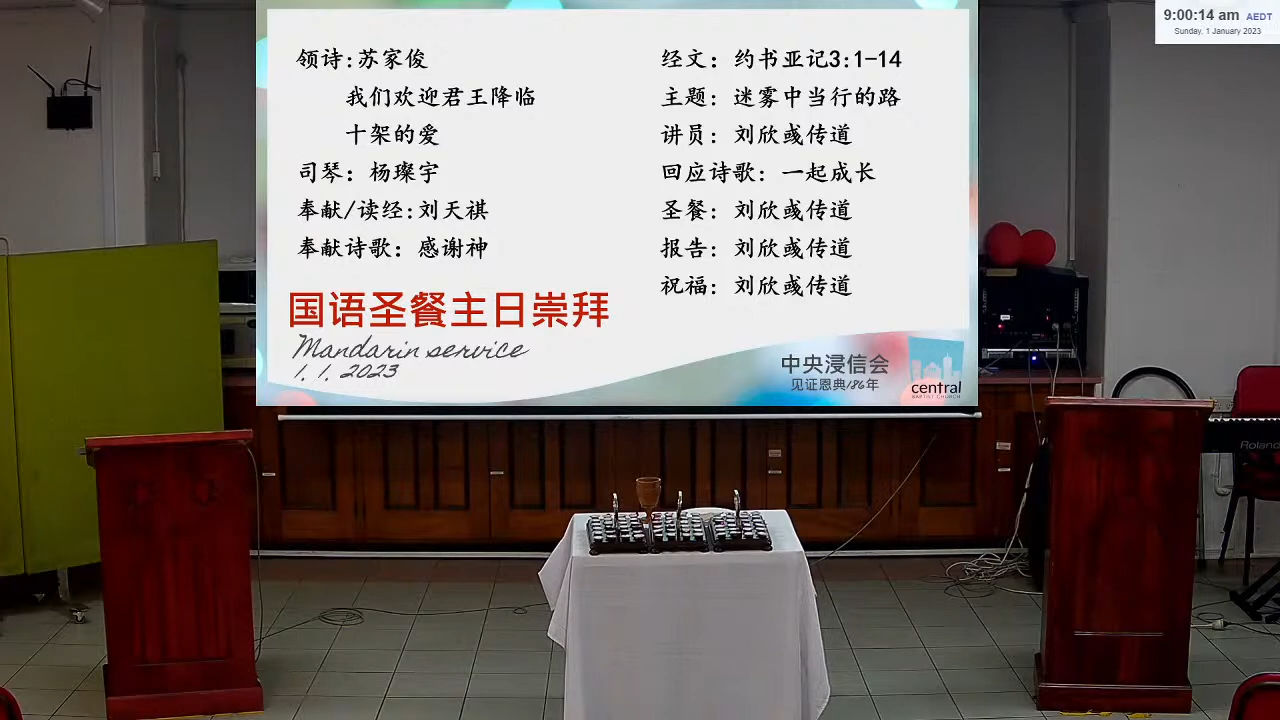 9:00:14 am AEDT
Sunday, 1 January 2023
领诗:苏家俊
我们欢迎君王降临
十架的爱
司琴: 杨璨宇
奉献/读经:刘天祺
奉献诗歌: 感谢神
国语圣餐主日崇拜
Mandarin service
1. 1. 2023
经文: 约书亚记3:1-14
主题: 迷雾中当行的路
讲员: 刘欣彧传道
回应诗歌: 一起成长
圣餐: 刘欣彧传道
报告: 刘欣彧传道
祝福: 刘欣彧传道
中央浸信会
见证恩典186年
central
BAPTIST CHURCH
Roland